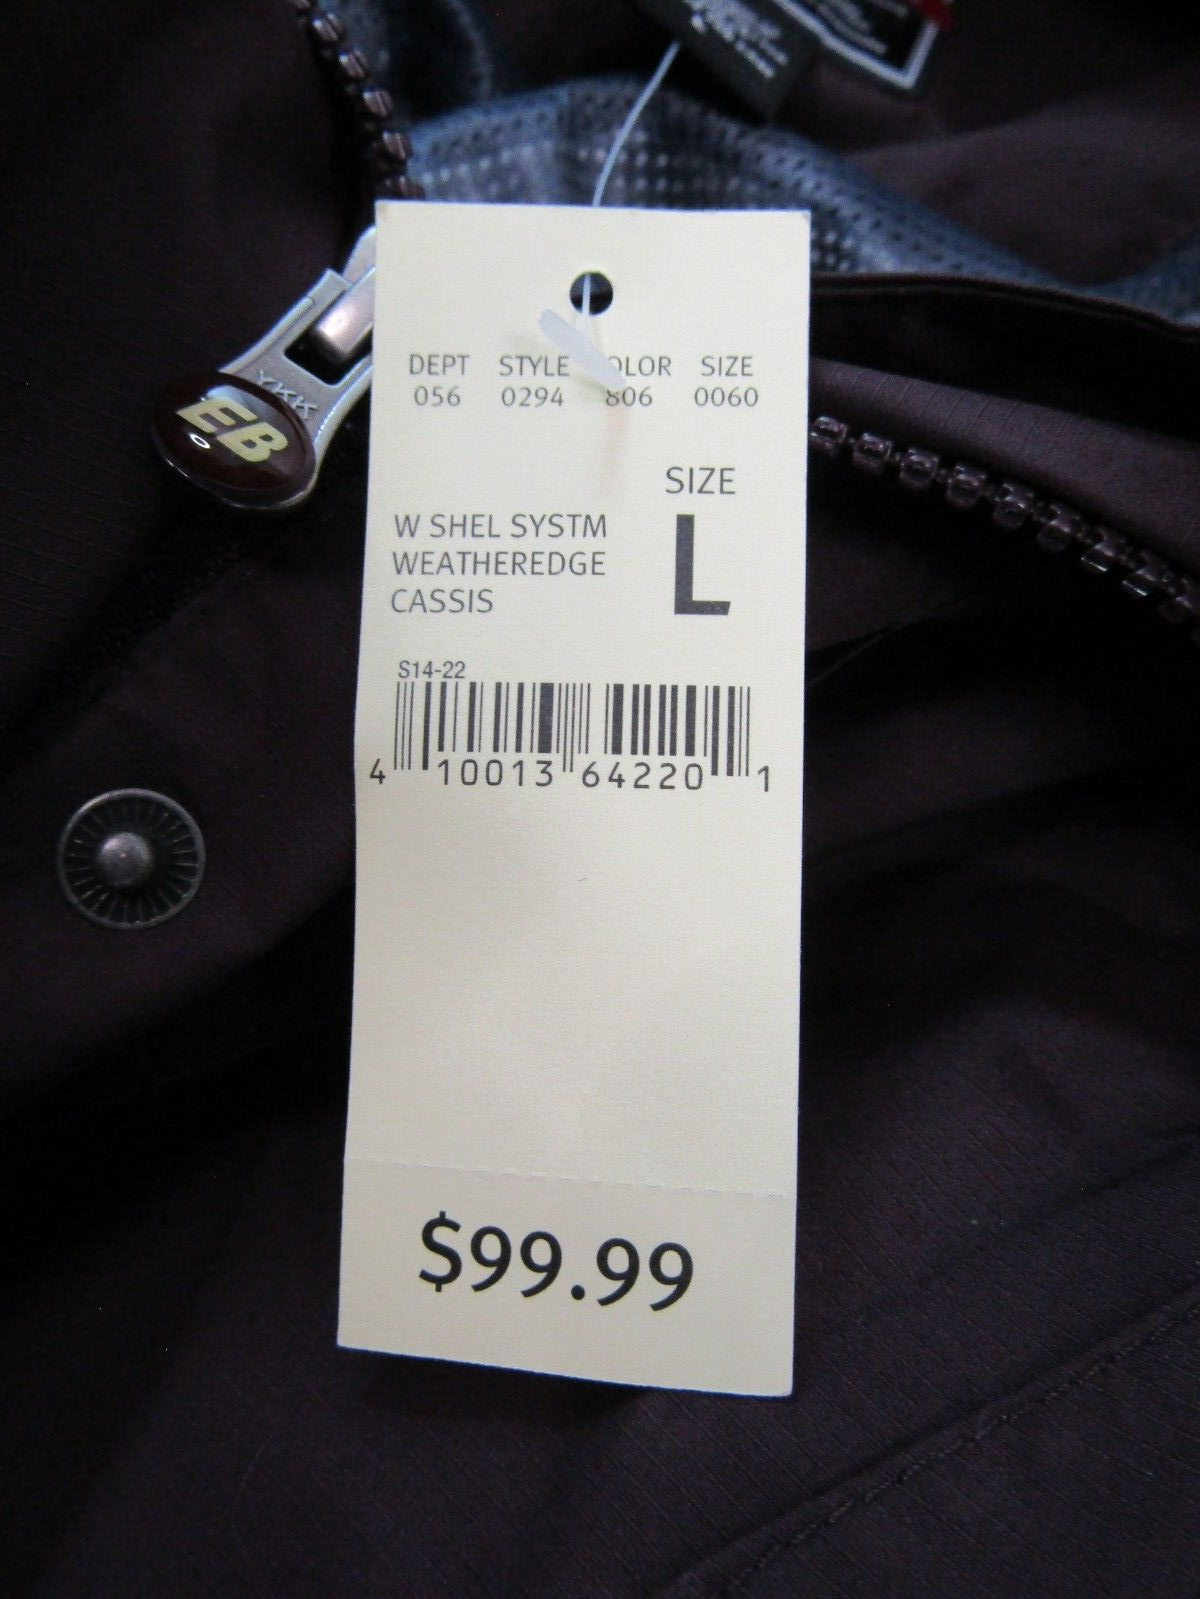 DEPT STYLE OLOR SIZE
056 0294 806 0060
SIZE
L
W SHEL SYSTM
WEATHEREDGE
CASSIS
S14-22
4 10013 64220 1
$99.99
YKK
EB